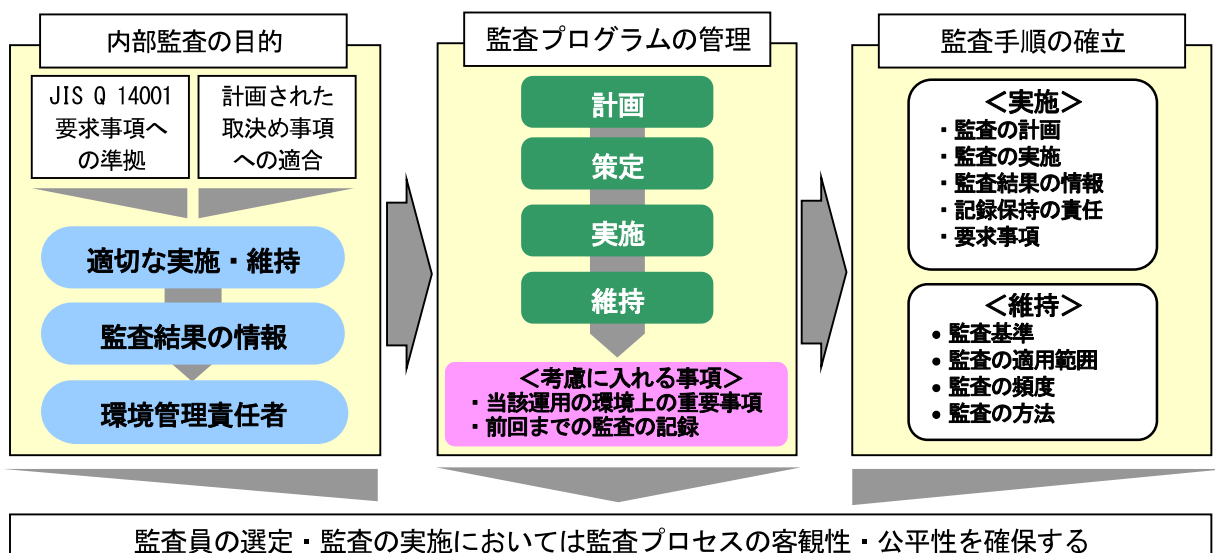 内部監査の目的
JIS Q 14001
要求事項へ
の準拠
計画された
取決め事項
への適合
適切な実施・維持
監査結果の情報
環境管理責任者
監査プログラムの管理
計画
策定
実施
維持
＜考慮に入れる事項＞
・当該運用の環境上の重要事項
・前回までの監査の記録
監査手順の確立
＜実施＞
・監査の計画
・監査の実施
・監査結果の情報
・記録保持の責任
・要求事項
＜維持＞
• 監査基準
• 監査の適用範囲
• 監査の頻度
• 監査の方法
監査員の選定・監査の実施においては監査プロセスの客観性・公平性を確保する